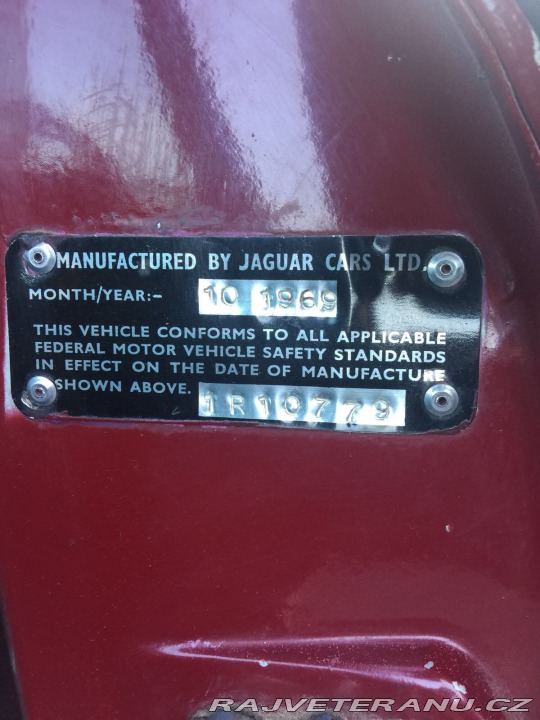 MANUFACTURED BY JAGUAR CARS LTD.
MONTH/YEAR:- 10 1969
THIS VEHICLE CONFORMS TO ALL APPLICABLE
FEDERAL MOTOR VEHICLE SAFETY STANDARDS
IN EFFECT ON THE DATE OF MANUFACTURE
SHOWN ABOVE. 1R10779
RAJVETERANU.CZ